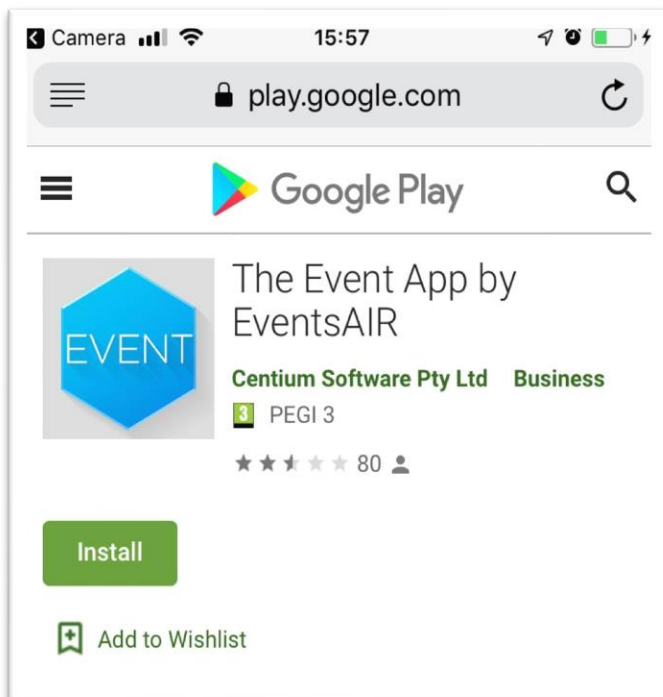 Camera 15:57
play.google.com
Google Play
The Event App by
EventsAIR
EVENT
Centium Software Pty Ltd Business
3 PEGI 3
80
Install
Add to Wishlist